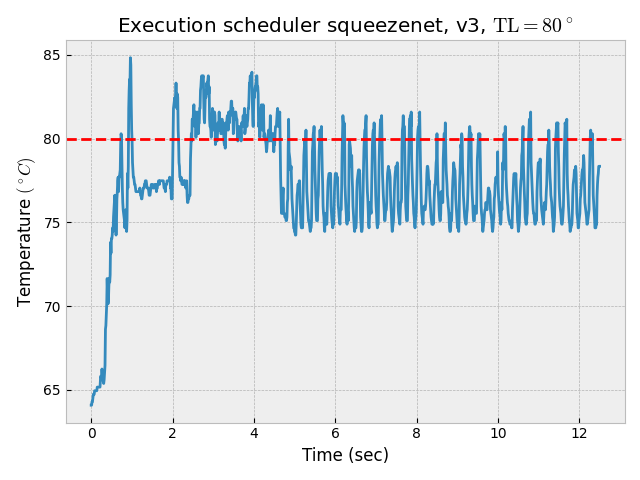 Execution scheduler squeezenet, v3, TL = 80°
Temperature (°C)
85
80
75
70
65
0 2 4 6 8 10 12
Time (sec)